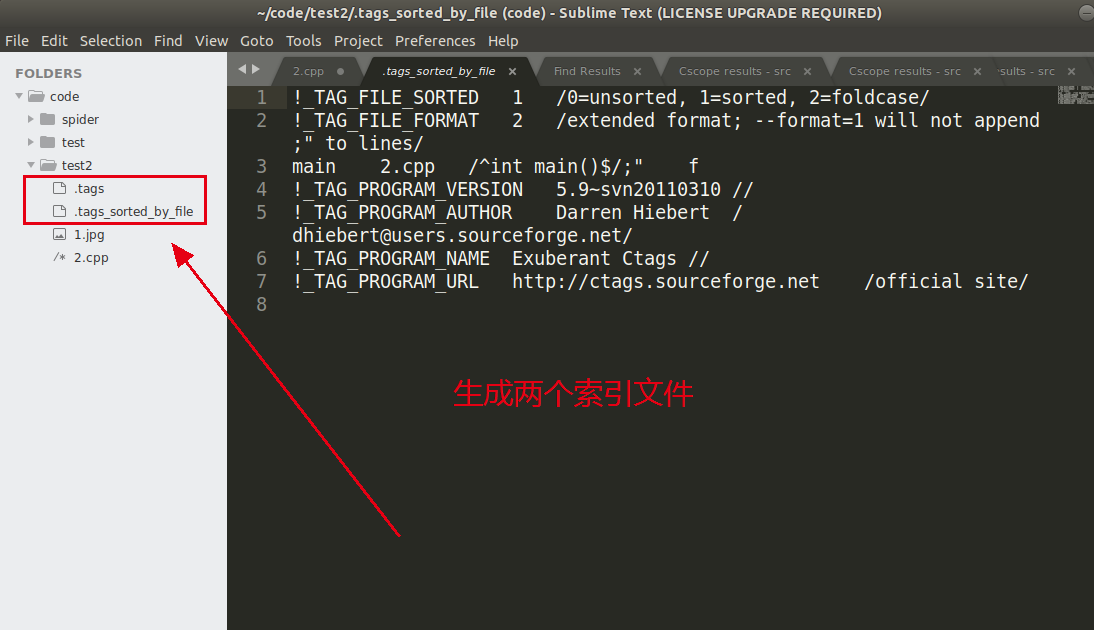 ~/code/test2/.tags_sorted_by_file (code) - Sublime Text (LICENSE UPGRADE REQUIRED)
File Edit Selection Find View Goto Tools Project Preferences Help
FOLDERS
code
spider
test
test2
.tags
.tags_sorted_by_file
1.jpg
/* 2.cpp
2.cpp .tags_sorted_by_file Find Results Cscope results - src Cscope results - src sults - src
1 !_TAG_FILE_SORTED 1 /0=unsorted, 1=sorted, 2=foldcase/
2 !_TAG_FILE_FORMAT 2 /extended format; --format=1 will not append
;" to lines/
3 main 2.cpp /^int main()$/;" f
4 !_TAG_PROGRAM_VERSION 5.9~svn20110310 //
5 !_TAG_PROGRAM_AUTHOR Darren Hiebert /
dhiebert@users.sourceforge.net/
6 !_TAG_PROGRAM_NAME Exuberant Ctags //
7 !_TAG_PROGRAM_URL http://ctags.sourceforge.net /official site/
8
生成两个索引文件